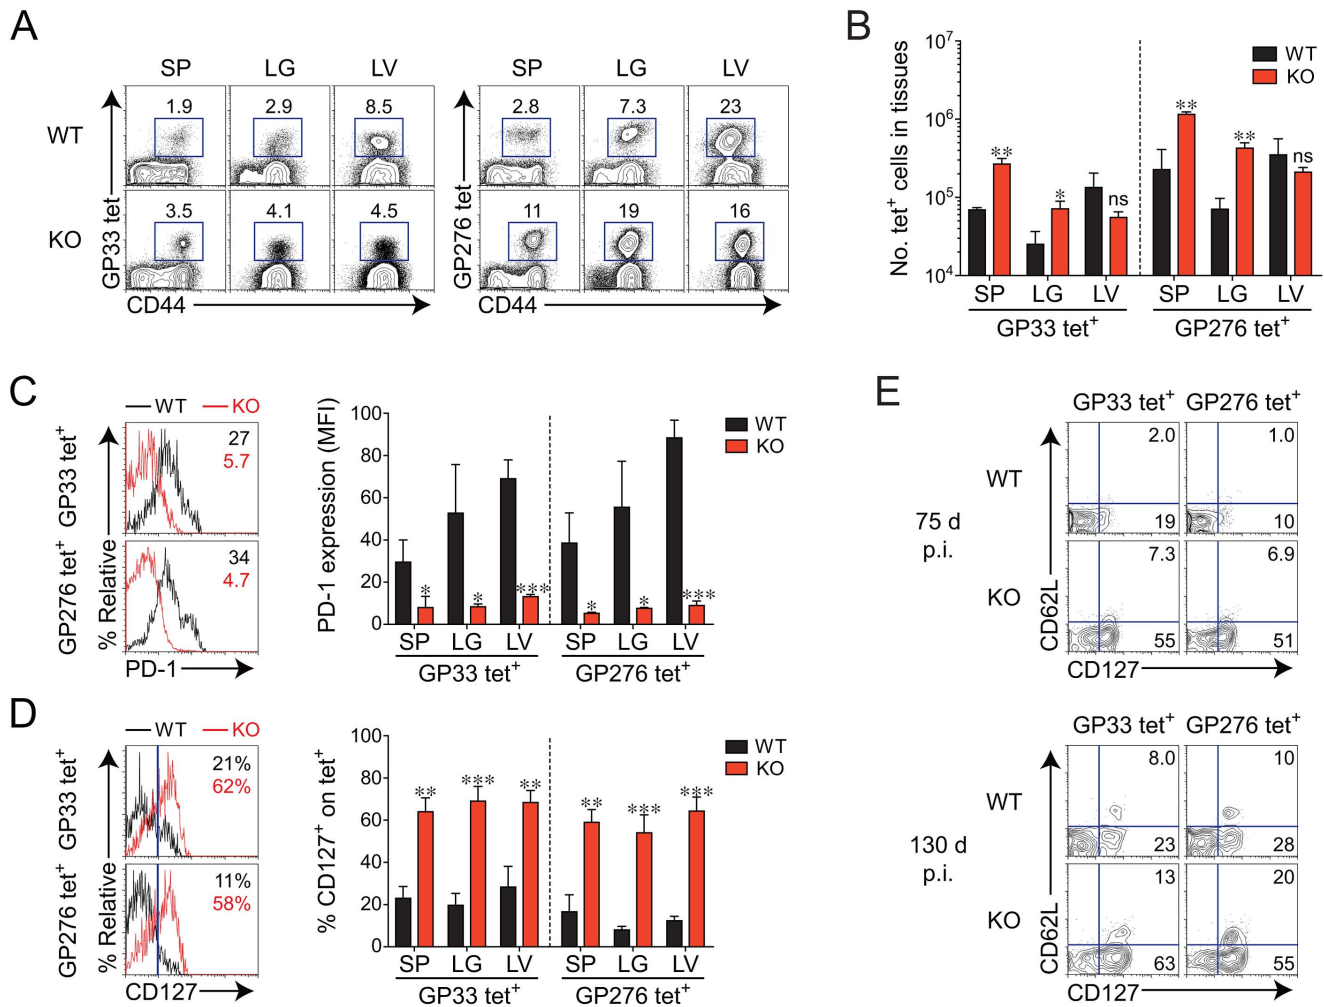 A
SP LG LV SP LG LV
WT
1.9 2.9 8.5 2.8 7.3 23
KO
3.5 4.1 4.5 11 19 16
GP33 tet
GP276 tet
CD44 CD44
B
No. tet+ cells in tissues
10^7
10^6
10^5
10^4
WT
KO
** * ns ** ** ns
SP LG LV SP LG LV
GP33 tet+ GP276 tet+
C
WT KO
GP33 tet+
27
5.7
GP276 tet+
34
4.7
% Relative
PD-1
PD-1 expression (MFI)
100
80
60
40
20
0
WT
KO
* * *** * * ***
SP LG LV SP LG LV
GP33 tet+ GP276 tet+
D
WT KO
GP33 tet+
21%
62%
GP276 tet+
11%
58%
% Relative
CD127
% CD127+ on tet+
100
80
60
40
20
0
WT
KO
** *** ** ** *** ***
SP LG LV SP LG LV
GP33 tet+ GP276 tet+
E
GP33 tet+ GP276 tet+
75 d
p.i.
WT
2.0 1.0
19 10
KO
7.3 6.9
55 51
CD62L
CD127
GP33 tet+ GP276 tet+
130 d
p.i.
WT
8.0 10
23 28
KO
13 20
63 55
CD62L
CD127